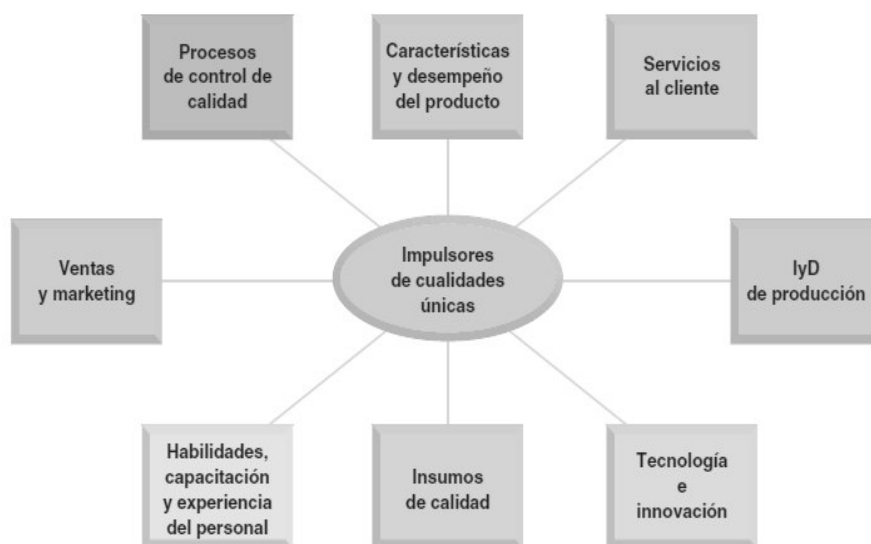 Procesos
de control de
calidad
Características
y desempeño
del producto
Servicios
al cliente
Ventas
y marketing
Impulsores
de cualidades
únicas
IyD
de producción
Habilidades,
capacitación
y experiencia
del personal
Insumos
de calidad
Tecnología
e
innovación